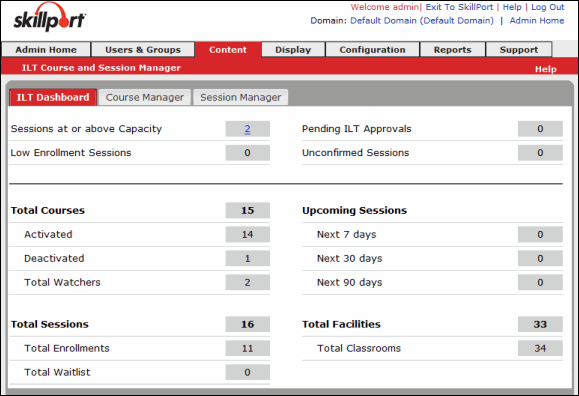 skillport
Welcome admin| Exit To SkillPort | Help | Log Out
Domain: Default Domain (Default Domain) | Admin Home
Admin Home Users & Groups Content Display Configuration Reports Support
ILT Course and Session Manager Help
ILT Dashboard Course Manager Session Manager
Sessions at or above Capacity 2 Pending ILT Approvals 0
Low Enrollment Sessions 0 Unconfirmed Sessions 0
Total Courses 15 Upcoming Sessions
Activated 14 Next 7 days 0
Deactivated 1 Next 30 days 0
Total Watchers 2 Next 90 days 0
Total Sessions 16 Total Facilities 33
Total Enrollments 11 Total Classrooms 34
Total Waitlist 0